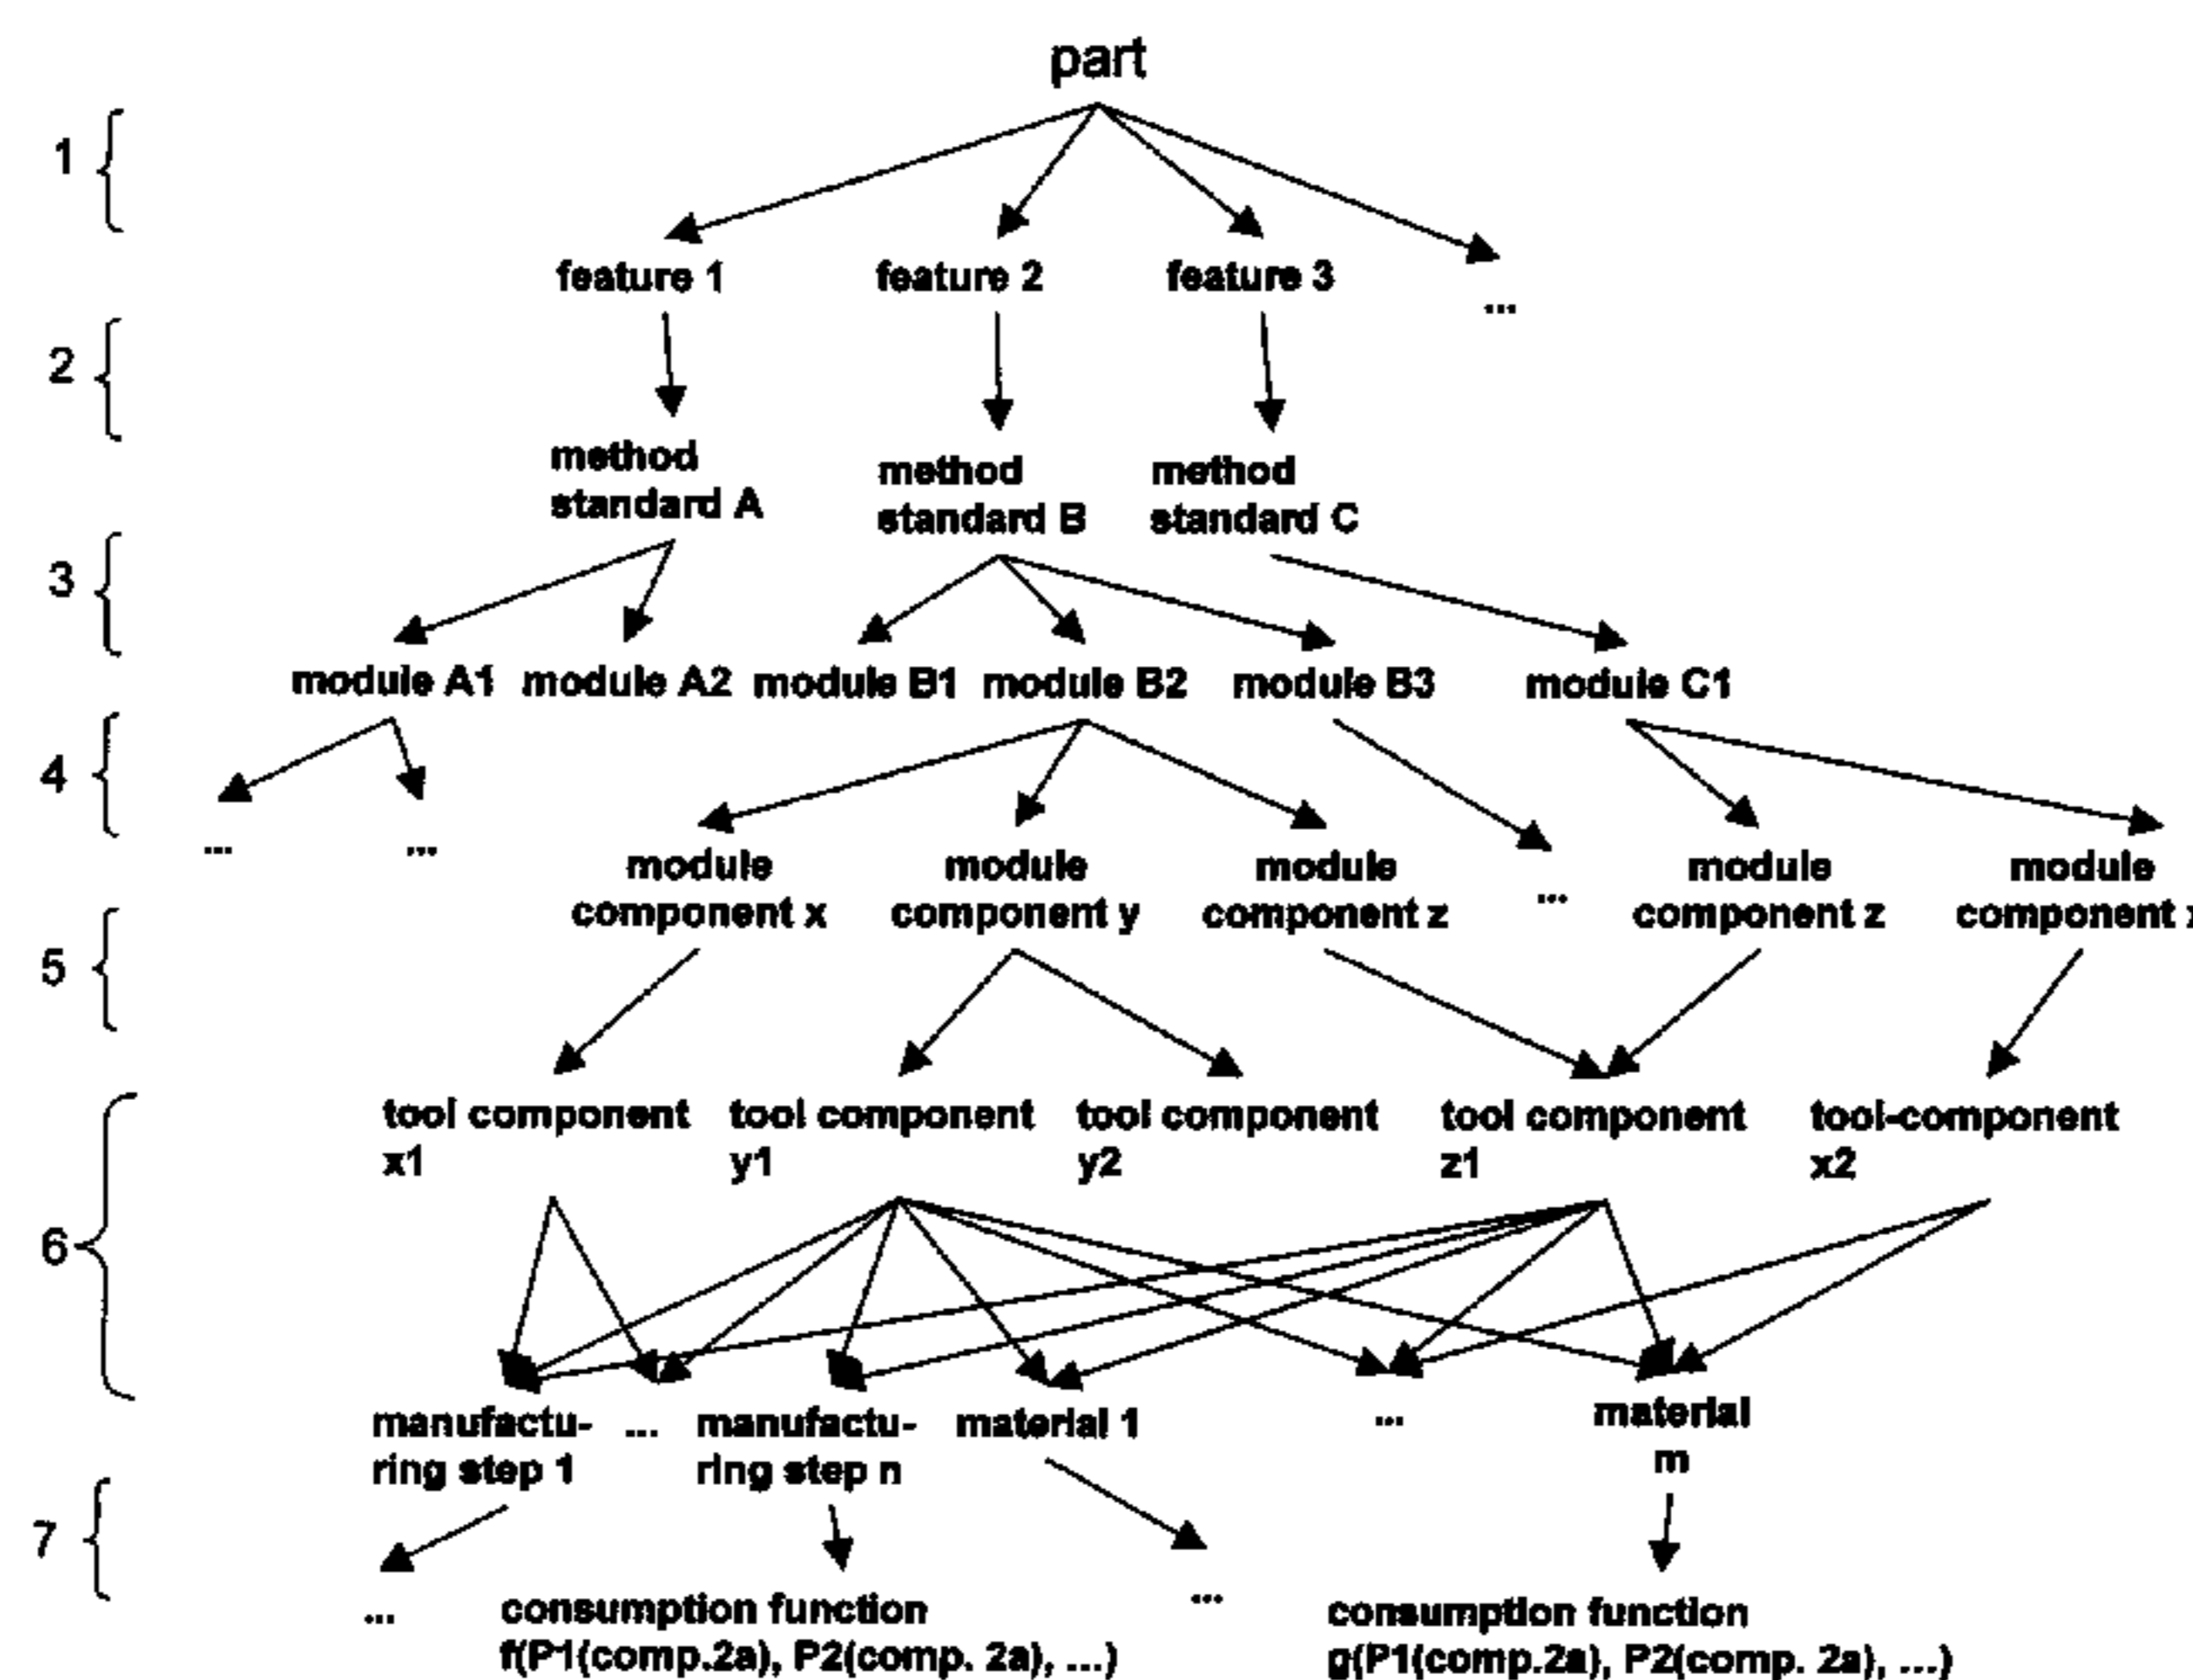 part
1
feature 1
feature 2
feature 3
...
2
method
standard A
method
standard B
method
standard C
3
module A1
module A2
module B1
module B2
module B3
module C1
4
...
...
module
component x
module
component y
module
component z
...
module
component z
module
component
5
tool component
x1
tool component
y1
tool component
y2
tool component
z1
tool-component
x2
6
manufactu-
ring step 1
...
manufactu-
ring step n
material 1
...
material
m
7
...
consumption function
f(P1(comp.2a), P2(comp. 2a), ...)
...
consumption function
g(P1(comp.2a), P2(comp. 2a), ...)